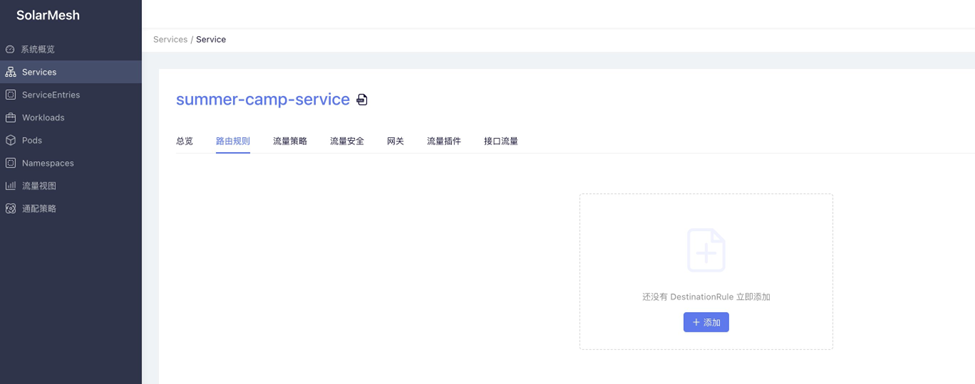 SolarMesh
系统概览
Services
ServiceEntries
Workloads
Pods
Namespaces
流量视图
通配策略
Services / Service
summer-camp-service
总览 路由规则 流量策略 流量安全 网关 流量插件 接口流量
还没有 DestinationRule 立即添加
+ 添加